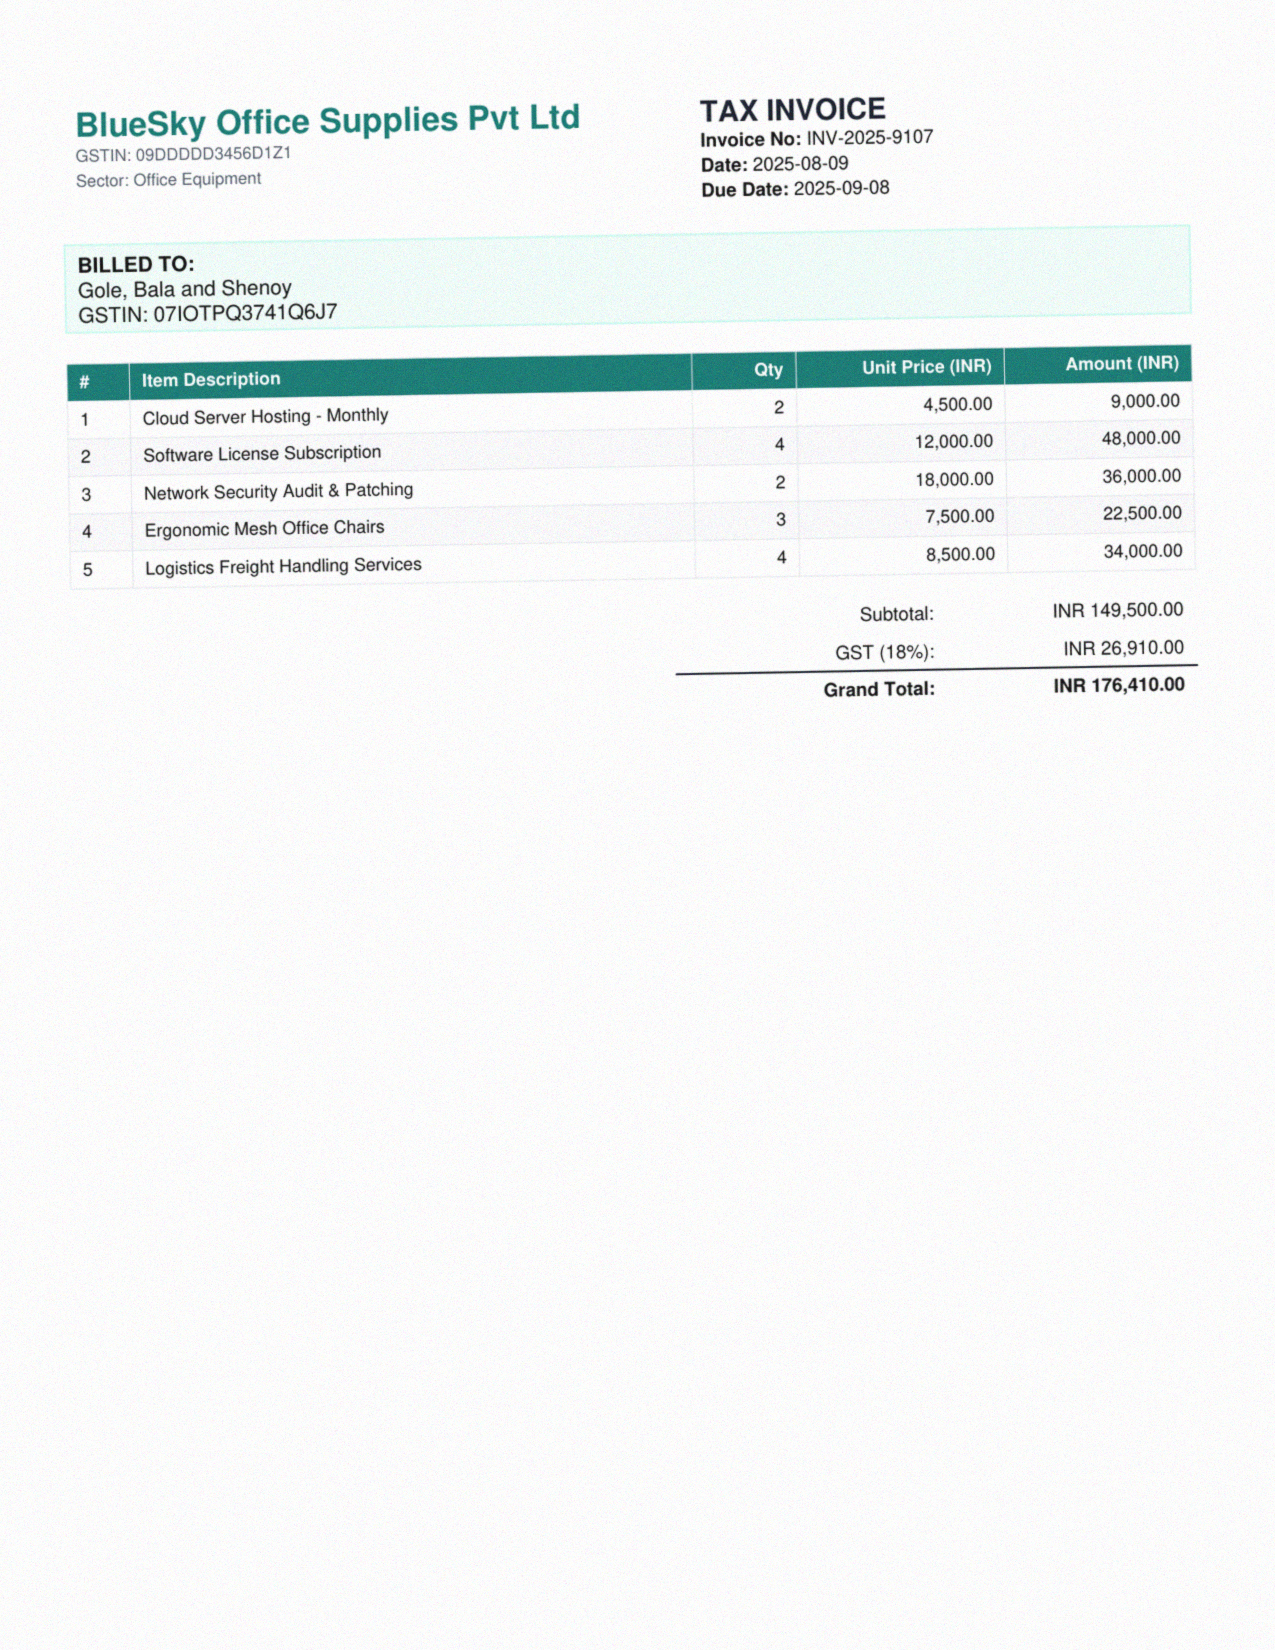 BlueSky Office Supplies Pvt Ltd
GSTIN: 09DDDDD3456D1Z1
Sector: Office Equipment
TAX INVOICE
Invoice No: INV-2025-9107
Date: 2025-08-09
Due Date: 2025-09-08
BILLED TO:
Gole, Bala and Shenoy
GSTIN: 07IOTPQ3741Q6J7
# Item Description Qty Unit Price (INR) Amount (INR)
1 Cloud Server Hosting - Monthly 2 4,500.00 9,000.00
2 Software License Subscription 4 12,000.00 48,000.00
3 Network Security Audit & Patching 2 18,000.00 36,000.00
4 Ergonomic Mesh Office Chairs 3 7,500.00 22,500.00
5 Logistics Freight Handling Services 4 8,500.00 34,000.00
Subtotal: INR 149,500.00
GST (18%): INR 26,910.00
Grand Total: INR 176,410.00